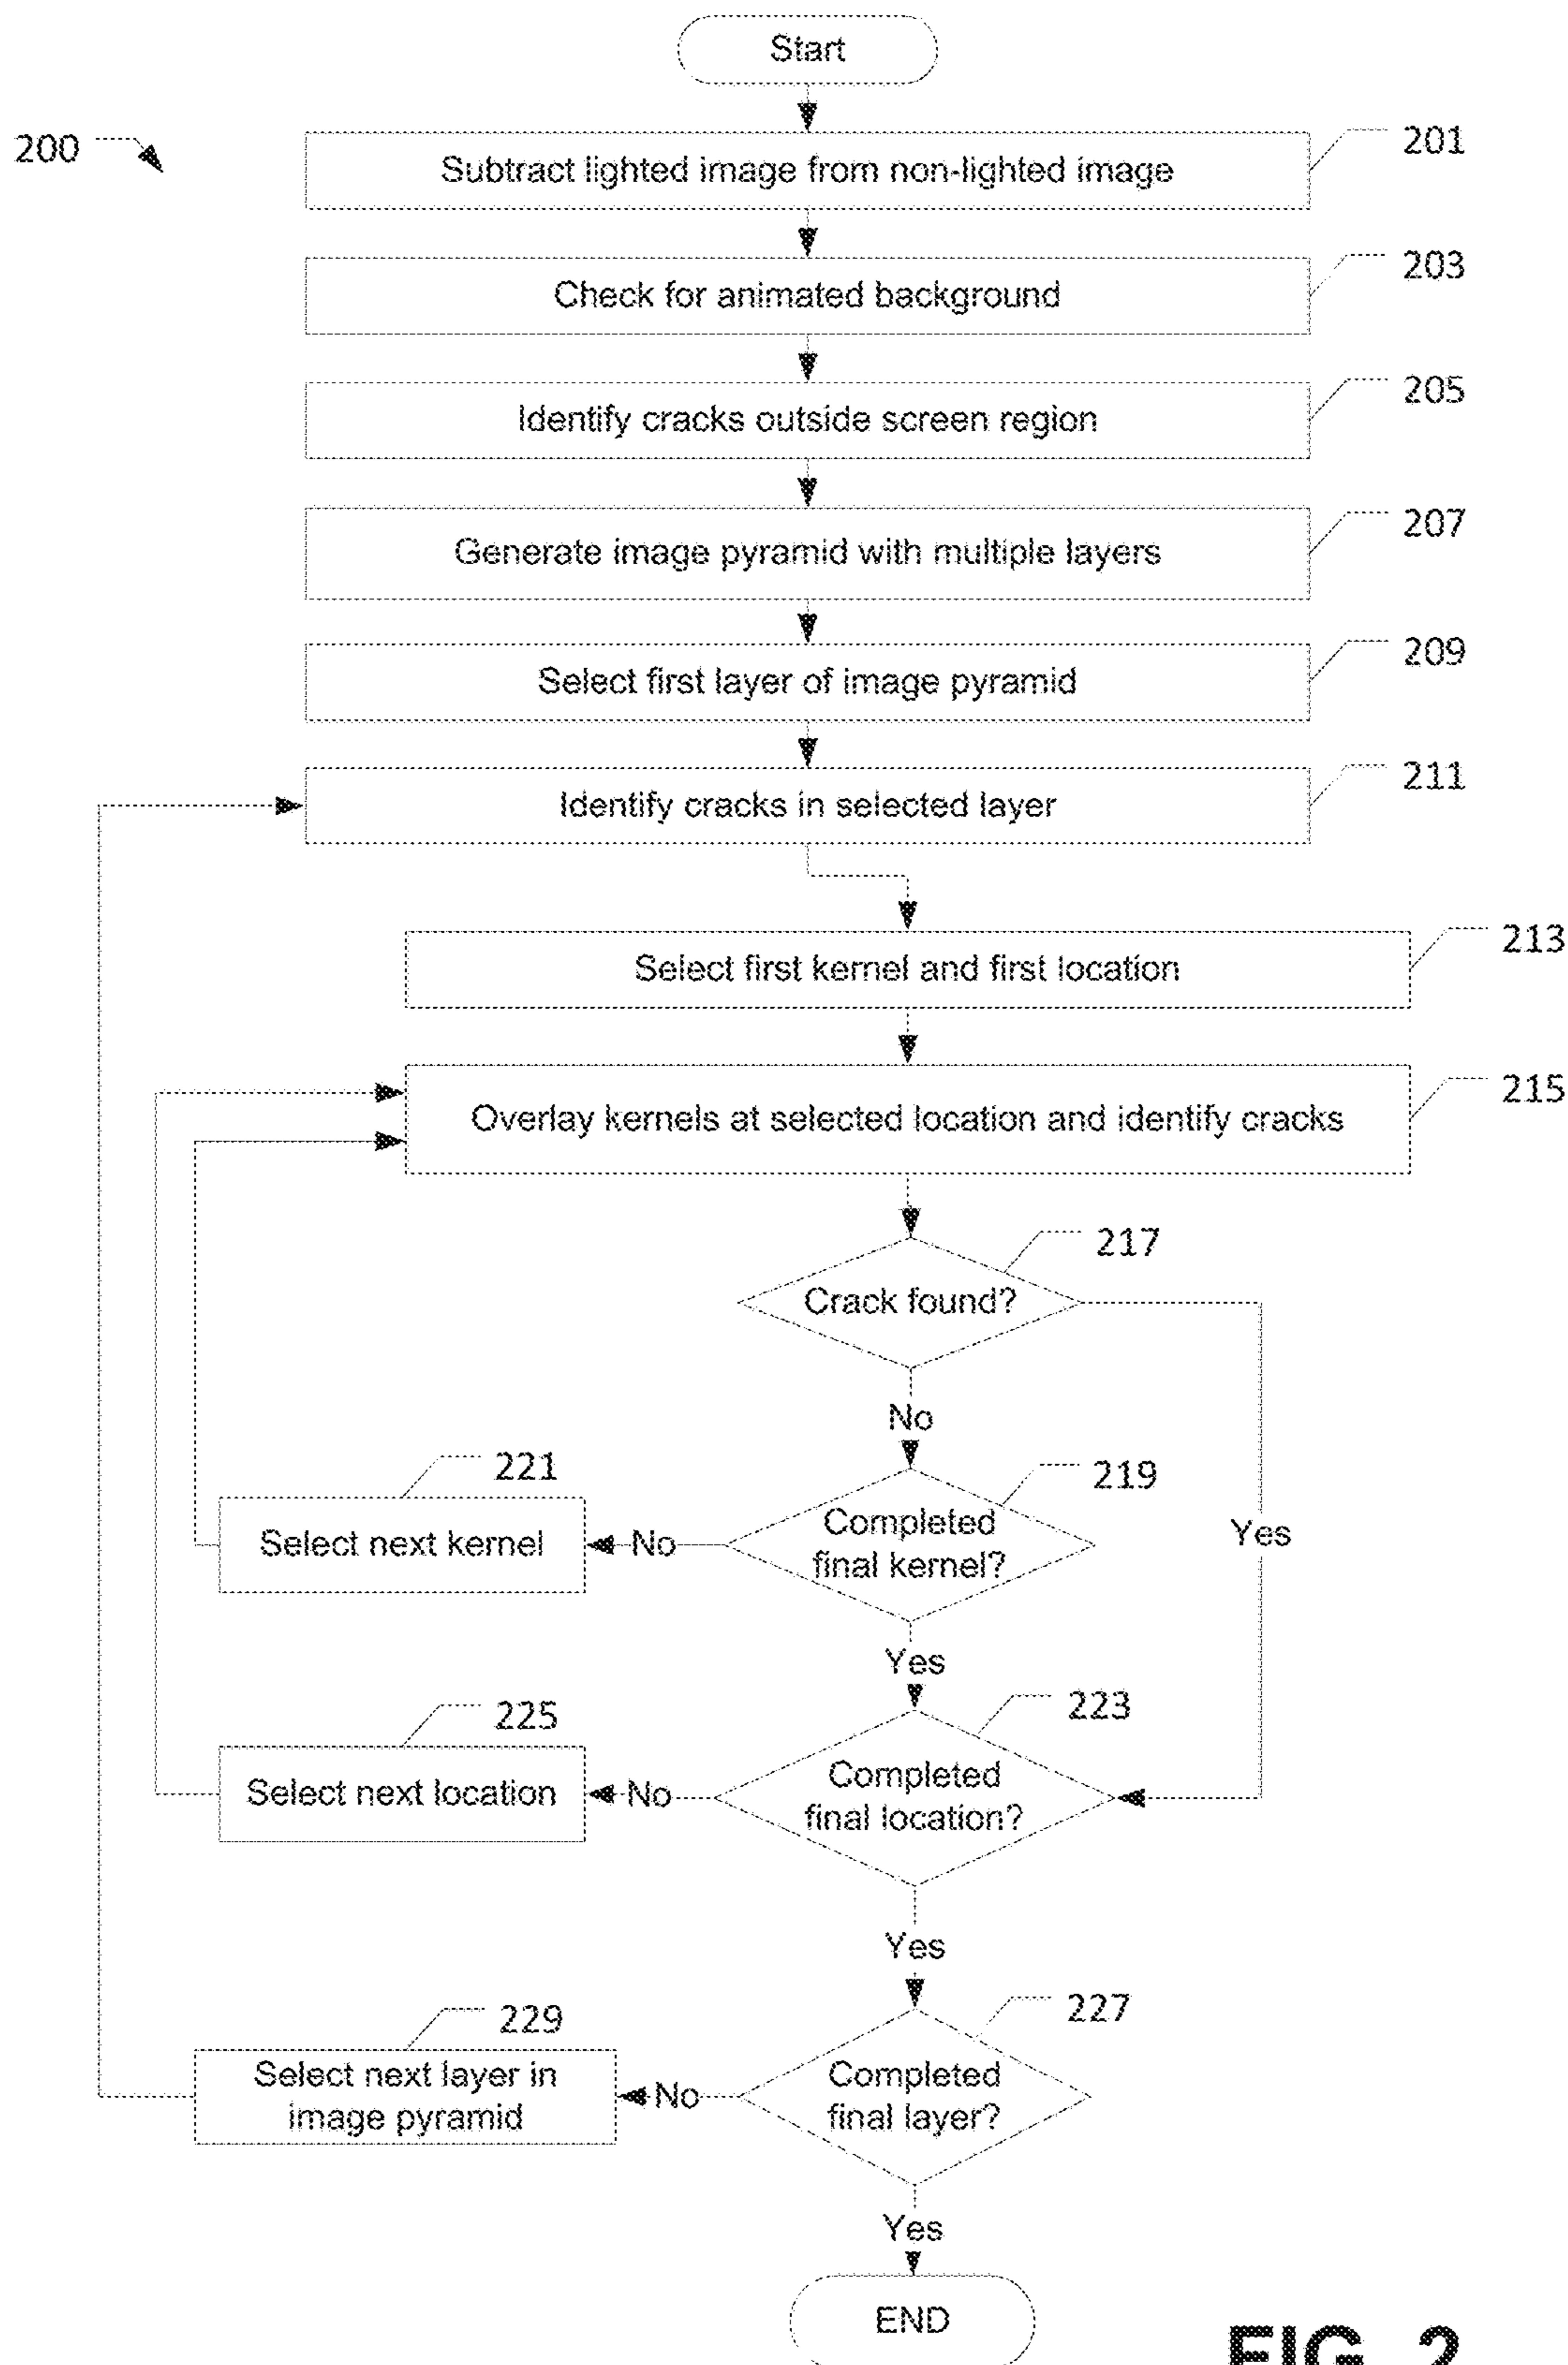 Start
200
Subtract lighted image from non-lighted image
201
Check for animated background
203
Identify cracks outside screen region
205
Generate image pyramid with multiple layers
207
Select first layer of image pyramid
209
Identify cracks in selected layer
211
Select first kernel and first location
213
Overlay kernels at selected location and identify cracks
215
Crack found?
217
No
Yes
Completed
final kernel?
219
No
Select next kernel
221
Yes
Completed
final location?
223
No
Select next location
225
Yes
Completed
final layer?
227
No
Select next layer in
image pyramid
229
Yes
END
FIG. 2